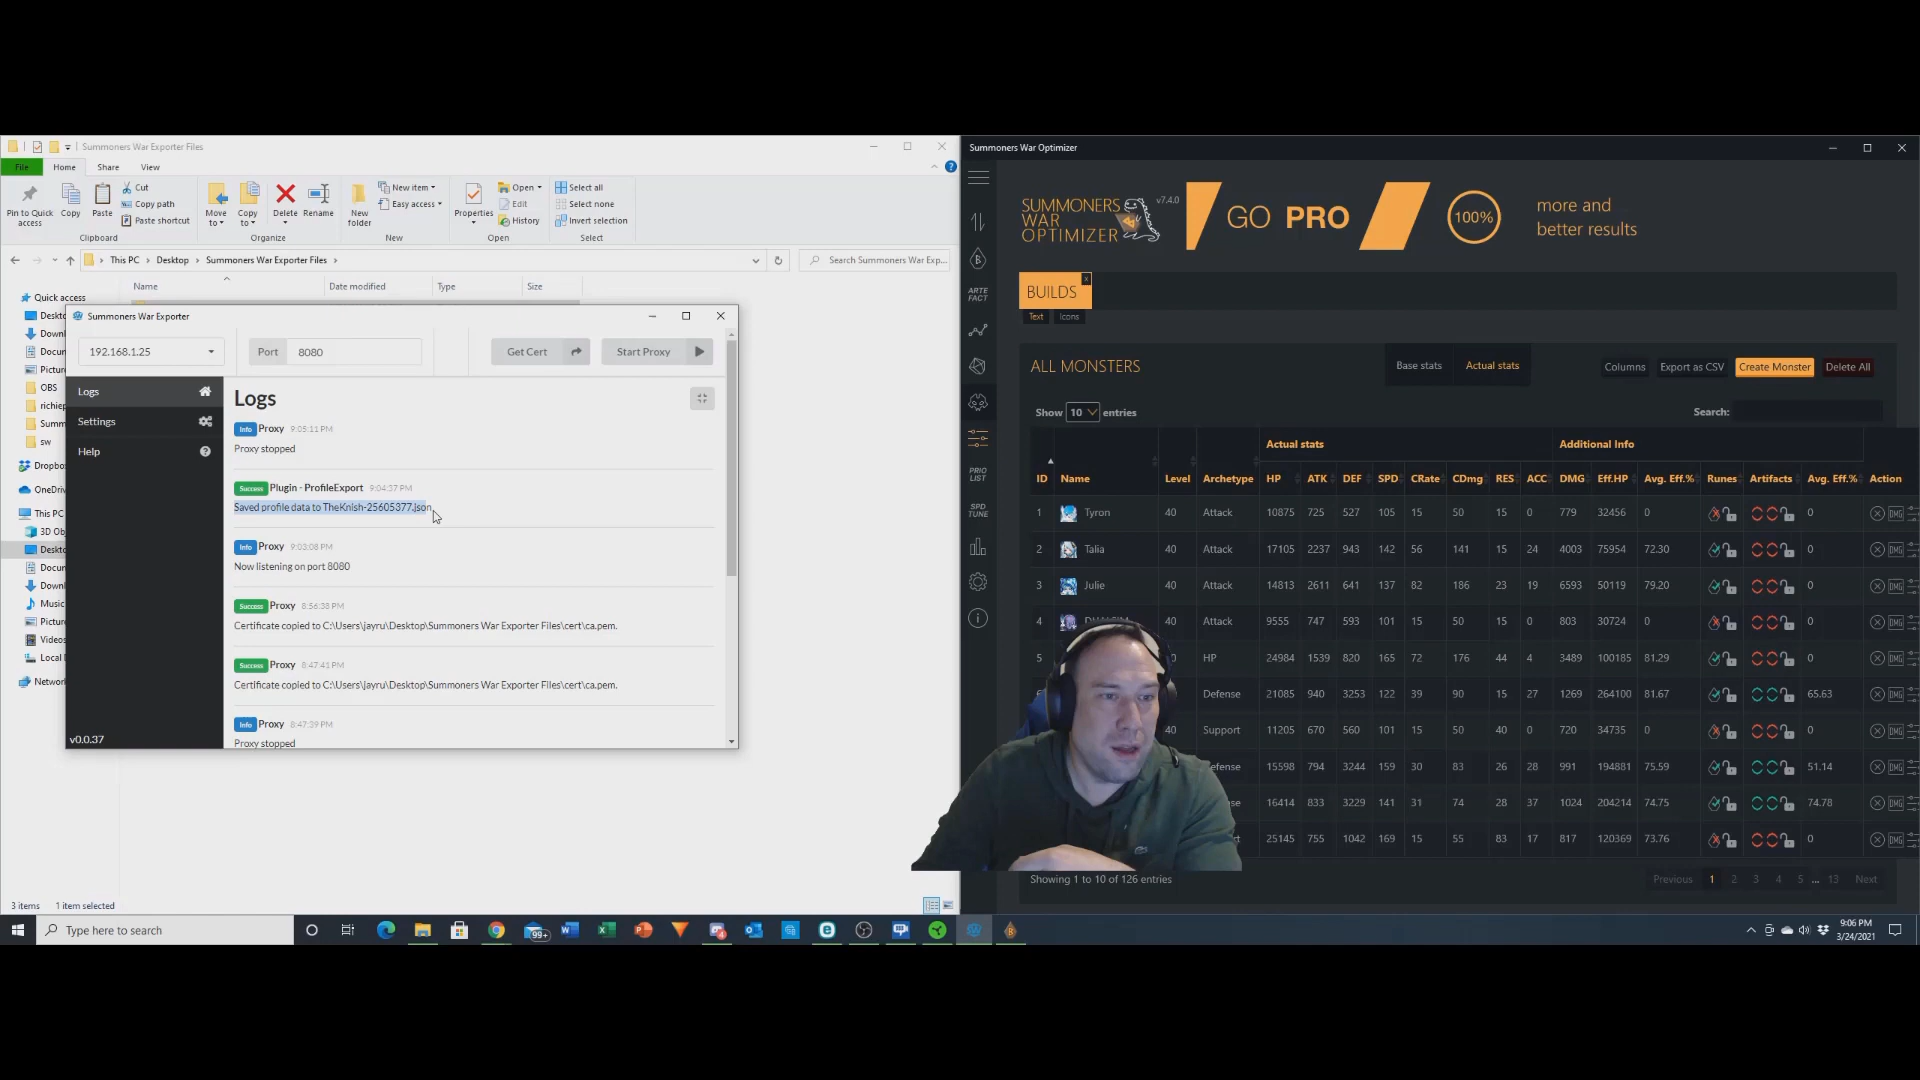 Summoners War Exporter Files
File Home Share View
Pin to Quick access
Copy
Paste
Cut
Copy path
Paste shortcut
Clipboard
Move to
Copy to
Delete
Rename
Organize
New folder
New item
Easy access
New
Properties
Open
Edit
History
Open
Select all
Select none
Invert selection
Select
This PC > Desktop > Summoners War Exporter Files >
Search Summoners War Exp...
Name Date modified Type Size
Quick access
OBS
sw
This PC
Music
3 items 1 item selected
Summoners War Exporter
192.168.1.25
Port 8080
Get Cert
Start Proxy
Logs
Settings
Help
v0.0.37
Logs
Info Proxy 9:05:11 PM
Proxy stopped
Success Plugin - ProfileExport 9:04:37 PM
Saved profile data to TheKnish-25605377.json
Info Proxy 9:03:08 PM
Now listening on port 8080
Success Proxy 8:56:38 PM
Certificate copied to C:\Users\jayru\Desktop\Summoners War Exporter Files\cert\ca.pem.
Success Proxy 8:47:41 PM
Certificate copied to C:\Users\jayru\Desktop\Summoners War Exporter Files\cert\ca.pem.
Info Proxy 8:47:39 PM
Proxy stopped
Summoners War Optimizer
SUMMONERS
WAR
OPTIMIZER
v7.4.0
GO PRO
100%
more and
better results
ARTE
FACT
PRIO
LIST
SPD
TUNE
BUILDS x
Text Icons
ALL MONSTERS
Base stats Actual stats
Columns Export as CSV Create Monster Delete All
Show 10 entries
Search:
Actual stats Additional Info
ID Name Level Archetype HP ATK DEF SPD CRate CDmg RES ACC DMG Eff.HP Avg. Eff.% Runes Artifacts Avg. Eff.% Action
1 Tyron 40 Attack 10875 725 527 105 15 50 15 0 779 32456 0 0 DMG
2 Talia 40 Attack 17105 2237 943 142 56 141 15 24 4003 75954 72.30 0 DMG
3 Julie 40 Attack 14813 2611 641 137 82 186 23 19 6593 50119 79.20 0 DMG
4 40 Attack 9555 747 593 101 15 50 15 0 803 30724 0 0 DMG
5 HP 24984 1539 820 165 72 176 44 4 3489 100185 81.29 0 DMG
Defense 21085 940 3253 122 39 90 15 27 1269 264100 81.67 65.63 DMG
40 Support 11205 670 560 101 15 50 40 0 720 34735 0 0 DMG
15598 794 3244 159 30 83 26 28 991 194881 75.59 51.14 DMG
16414 833 3229 141 31 74 28 37 1024 204214 74.75 74.78 DMG
25145 755 1042 169 15 55 83 17 817 120369 73.76 0 DMG
Showing 1 to 10 of 126 entries
Previous 1 2 3 4 5 ... 13 Next
Type here to search
99+
9:06 PM
3/24/2021